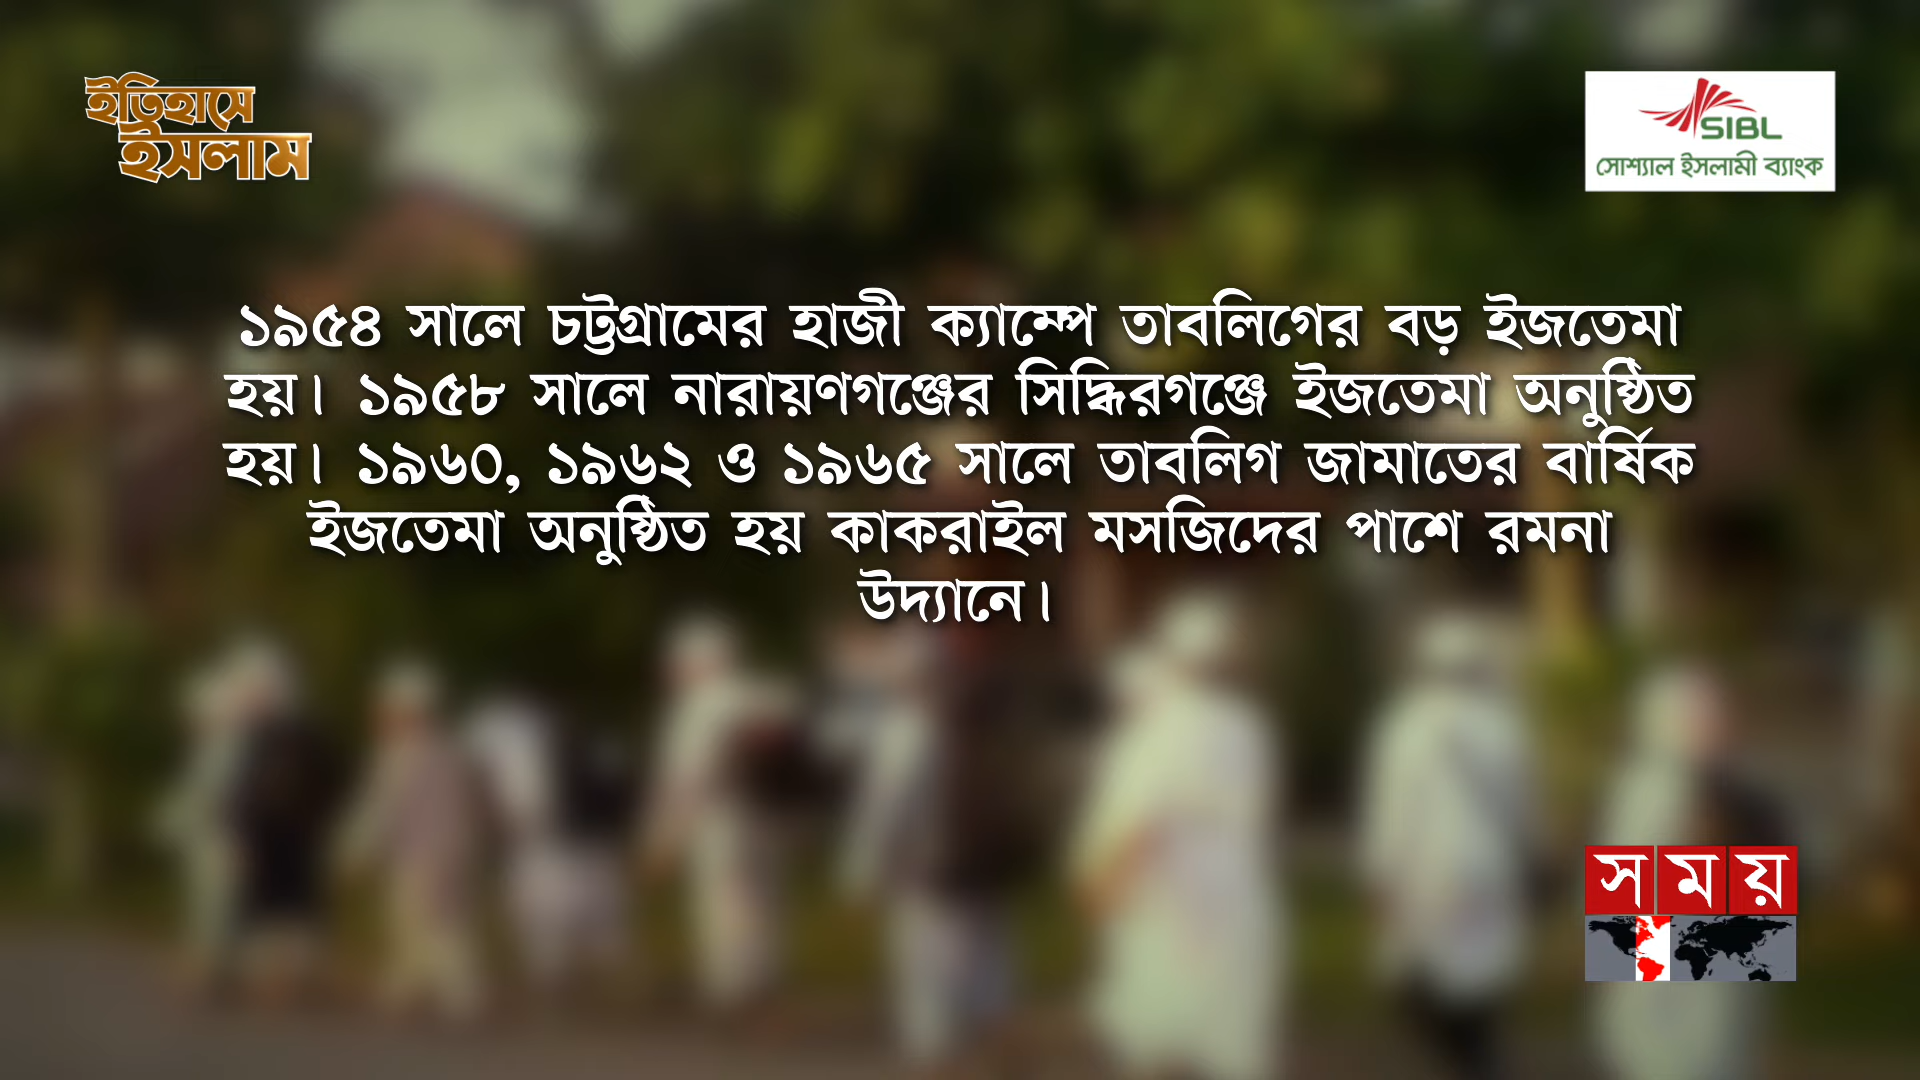 ইতিহাসে
ইসলাম
SIBL
সোশ্যাল ইসলামী ব্যাংক
১৯৫৪ সালে চট্টগ্রামের হাজী ক্যাম্পে তাবলিগের বড় ইজতেমা
হয়। ১৯৫৮ সালে নারায়ণগঞ্জের সিদ্ধিরগঞ্জে ইজতেমা অনুষ্ঠিত
হয়। ১৯৬০, ১৯৬২ ও ১৯৬৫ সালে তাবলিগ জামাতের বার্ষিক
ইজতেমা অনুষ্ঠিত হয় কাকরাইল মসজিদের পাশে রমনা
উদ্যানে।
সময়